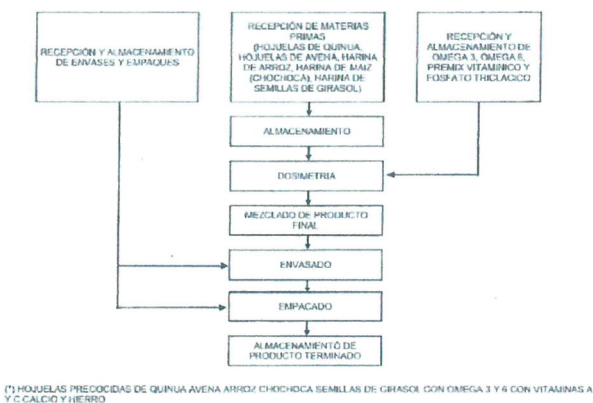 RECEPCIÓN Y ALMACENAMIENTO
DE ENVASES Y EMPAQUES
RECEPCIÓN DE MATERIAS
PRIMAS
(HOJUELAS DE QUINUA,
HOJUELAS DE AVENA, HARINA
DE ARROZ, HARINA DE MAIZ
(CHOCHOCA), HARINA DE
SEMILLAS DE GIRASOL)
RECEPCIÓN Y
ALMACENAMIENTO DE
OMEGA 3, OMEGA 6,
PREMIX VITAMINICO Y
FOSFATO TRICLACICO
ALMACENAMIENTO
DOSIMETRIA
MEZCLADO DE PRODUCTO
FINAL
ENVASADO
EMPACADO
ALMACENAMIENTO DE
PRODUCTO TERMINADO
(*) HOJUELAS PRECOCIDAS DE QUINUA AVENA ARROZ CHOCHOCA SEMILLAS DE GIRASOL CON OMEGA 3 Y 6 CON VITAMINAS A
Y C CALCIO Y HIERRO